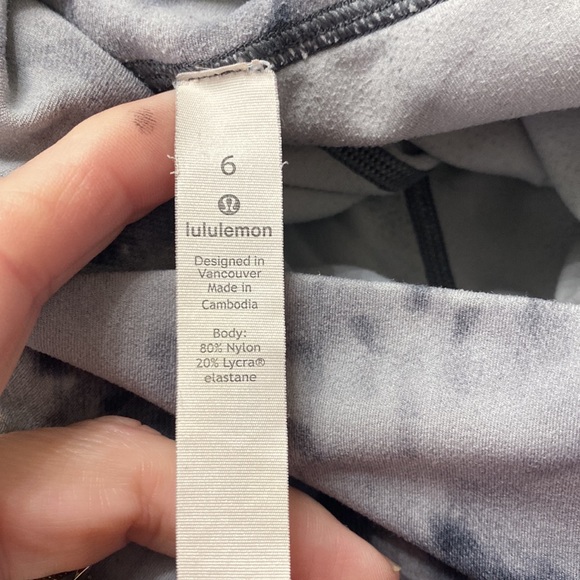 6
lululemon
Designed in
Vancouver
Made in
Cambodia
Body:
80% Nylon
20% Lycra®
elastane